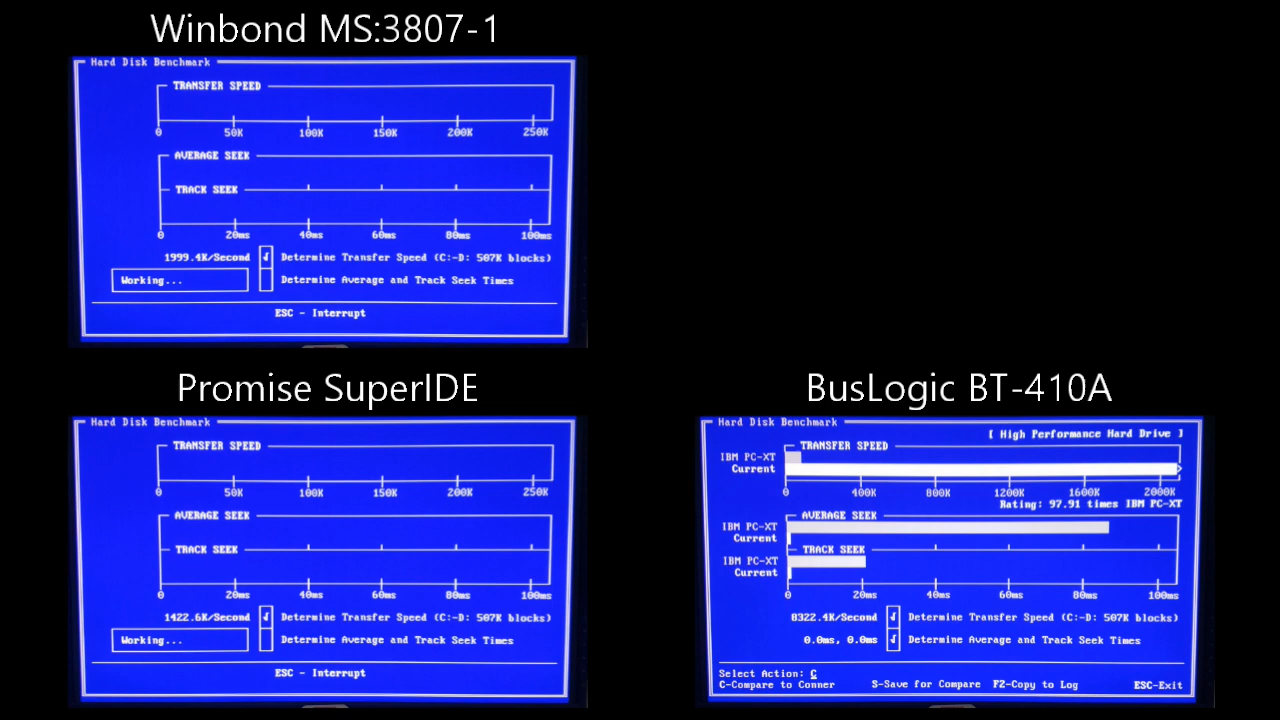 Winbond MS:3807-1
Hard Disk Benchmark
TRANSFER SPEED
0 50K 100K 150K 200K 250K
AVERAGE SEEK
TRACK SEEK
0 20ms 40ms 60ms 80ms 100ms
1999.4K/Second √ Determine Transfer Speed (C:-D: 507K blocks)
Working... Determine Average and Track Seek Times
ESC - Interrupt
Promise SuperIDE
Hard Disk Benchmark
TRANSFER SPEED
0 50K 100K 150K 200K 250K
AVERAGE SEEK
TRACK SEEK
0 20ms 40ms 60ms 80ms 100ms
1422.6K/Second √ Determine Transfer Speed (C:-D: 507K blocks)
Working... Determine Average and Track Seek Times
ESC - Interrupt
BusLogic BT-410A
Hard Disk Benchmark
[ High Performance Hard Drive ]
TRANSFER SPEED
IBM PC-XT
Current
0 400K 800K 1200K 1600K 2000K
Rating: 97.91 times IBM PC-XT
AVERAGE SEEK
IBM PC-XT
Current
TRACK SEEK
IBM PC-XT
Current
0 20ms 40ms 60ms 80ms 100ms
8322.4K/Second √ Determine Transfer Speed (C:-D: 507K blocks)
0.0ms, 0.0ms √ Determine Average and Track Seek Times
Select Action: C
C-Compare to Conner S-Save for Compare F2-Copy to Log ESC-Exit